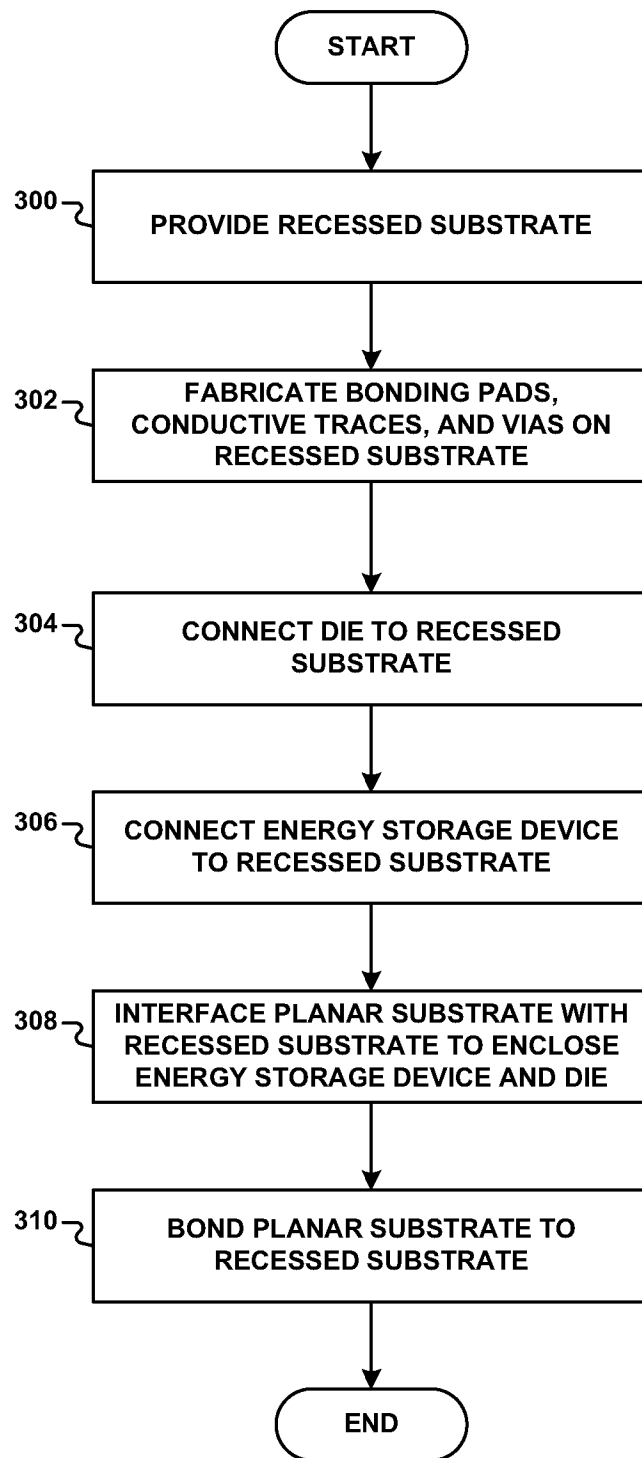 START
300
PROVIDE RECESSED SUBSTRATE
302
FABRICATE BONDING PADS,
CONDUCTIVE TRACES, AND VIAS ON
RECESSED SUBSTRATE
304
CONNECT DIE TO RECESSED
SUBSTRATE
306
CONNECT ENERGY STORAGE DEVICE
TO RECESSED SUBSTRATE
308
INTERFACE PLANAR SUBSTRATE WITH
RECESSED SUBSTRATE TO ENCLOSE
ENERGY STORAGE DEVICE AND DIE
310
BOND PLANAR SUBSTRATE TO
RECESSED SUBSTRATE
END